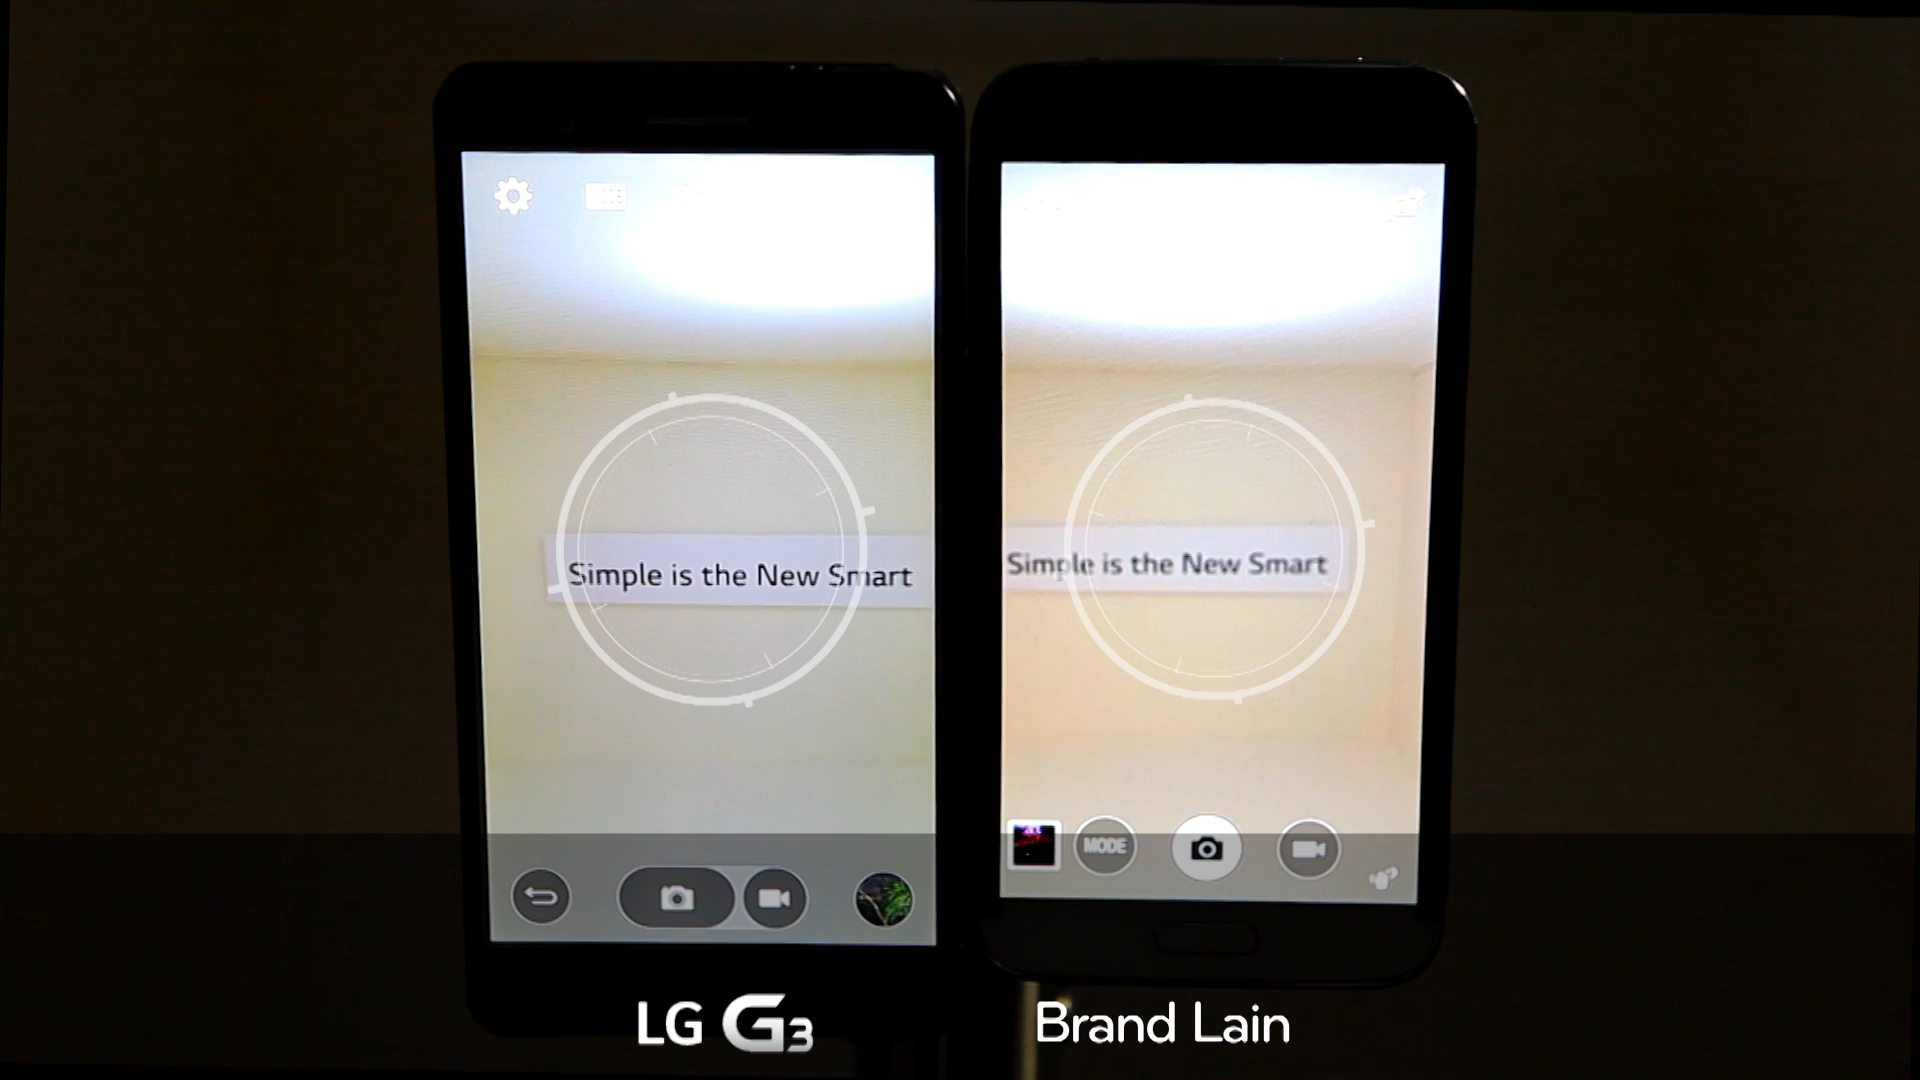 Simple is the New Smart
Simple is the New Smart
MODE
LG G3
Brand Lain